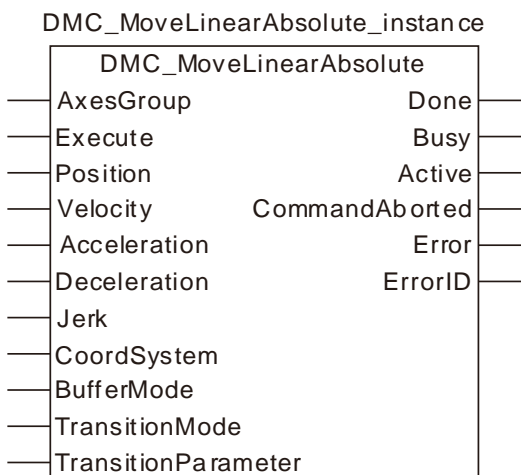 DMC_MoveLinearAbsolute_instance
DMC_MoveLinearAbsolute
AxesGroup Done
Execute Busy
Position Active
Velocity CommandAborted
Acceleration Error
Deceleration ErrorID
Jerk
CoordSystem
BufferMode
TransitionMode
TransitionParameter